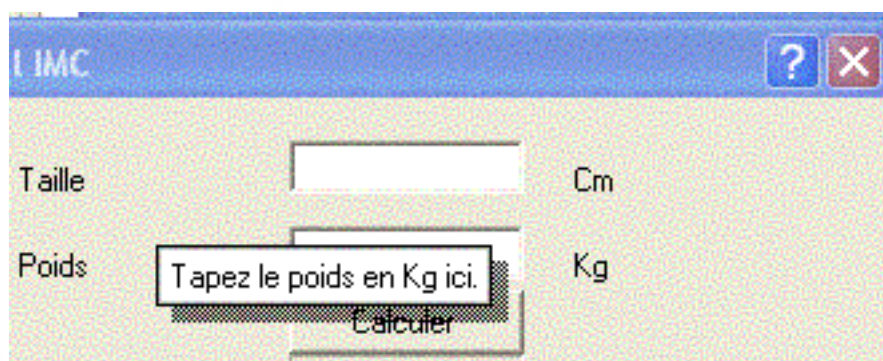 l IMC
Taille Cm
Poids Kg
Tapez le poids en Kg ici.
Calculer